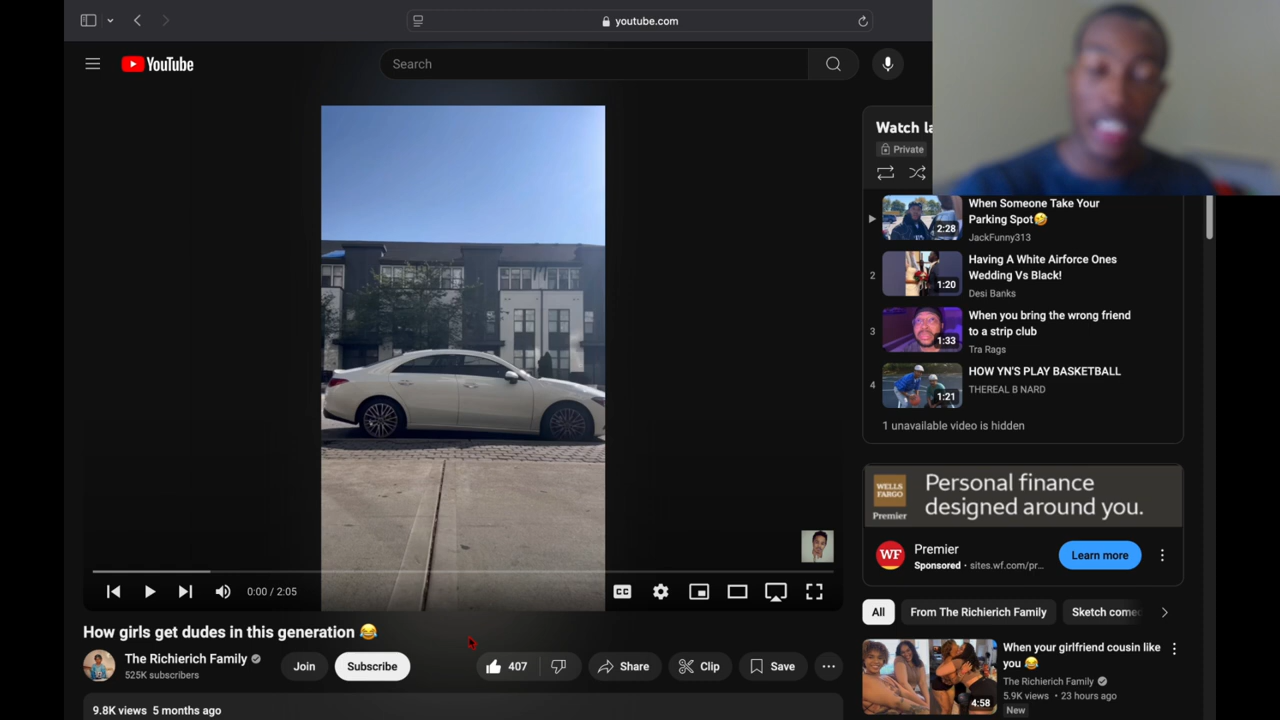 youtube.com
YouTube
Search
Watch la
Private
When Someone Take Your
Parking Spot🤣
JackFunny313
2:28
2
Having A White Airforce Ones
Wedding Vs Black!
Desi Banks
1:20
3
When you bring the wrong friend
to a strip club
Tra Rags
1:33
4
HOW YN'S PLAY BASKETBALL
THEREAL B NARD
1:21
1 unavailable video is hidden
WELLS
FARGO
Premier
Personal finance
designed around you.
WF
Premier
Sponsored · sites.wf.com/pr...
Learn more
0:00 / 2:05
CC
How girls get dudes in this generation 😂
The Richierich Family
525K subscribers
Join
Subscribe
407
Share
Clip
Save
9.8K views 5 months ago
All
From The Richierich Family
Sketch come
When your girlfriend cousin like
you 😂
The Richierich Family
5.9K views · 23 hours ago
New
4:58